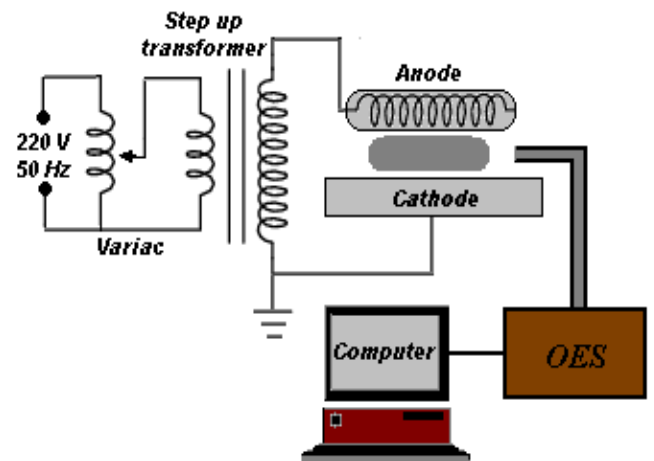 Step up
transformer
Anode
220 V
50 Hz
Cathode
Variac
Computer
OES